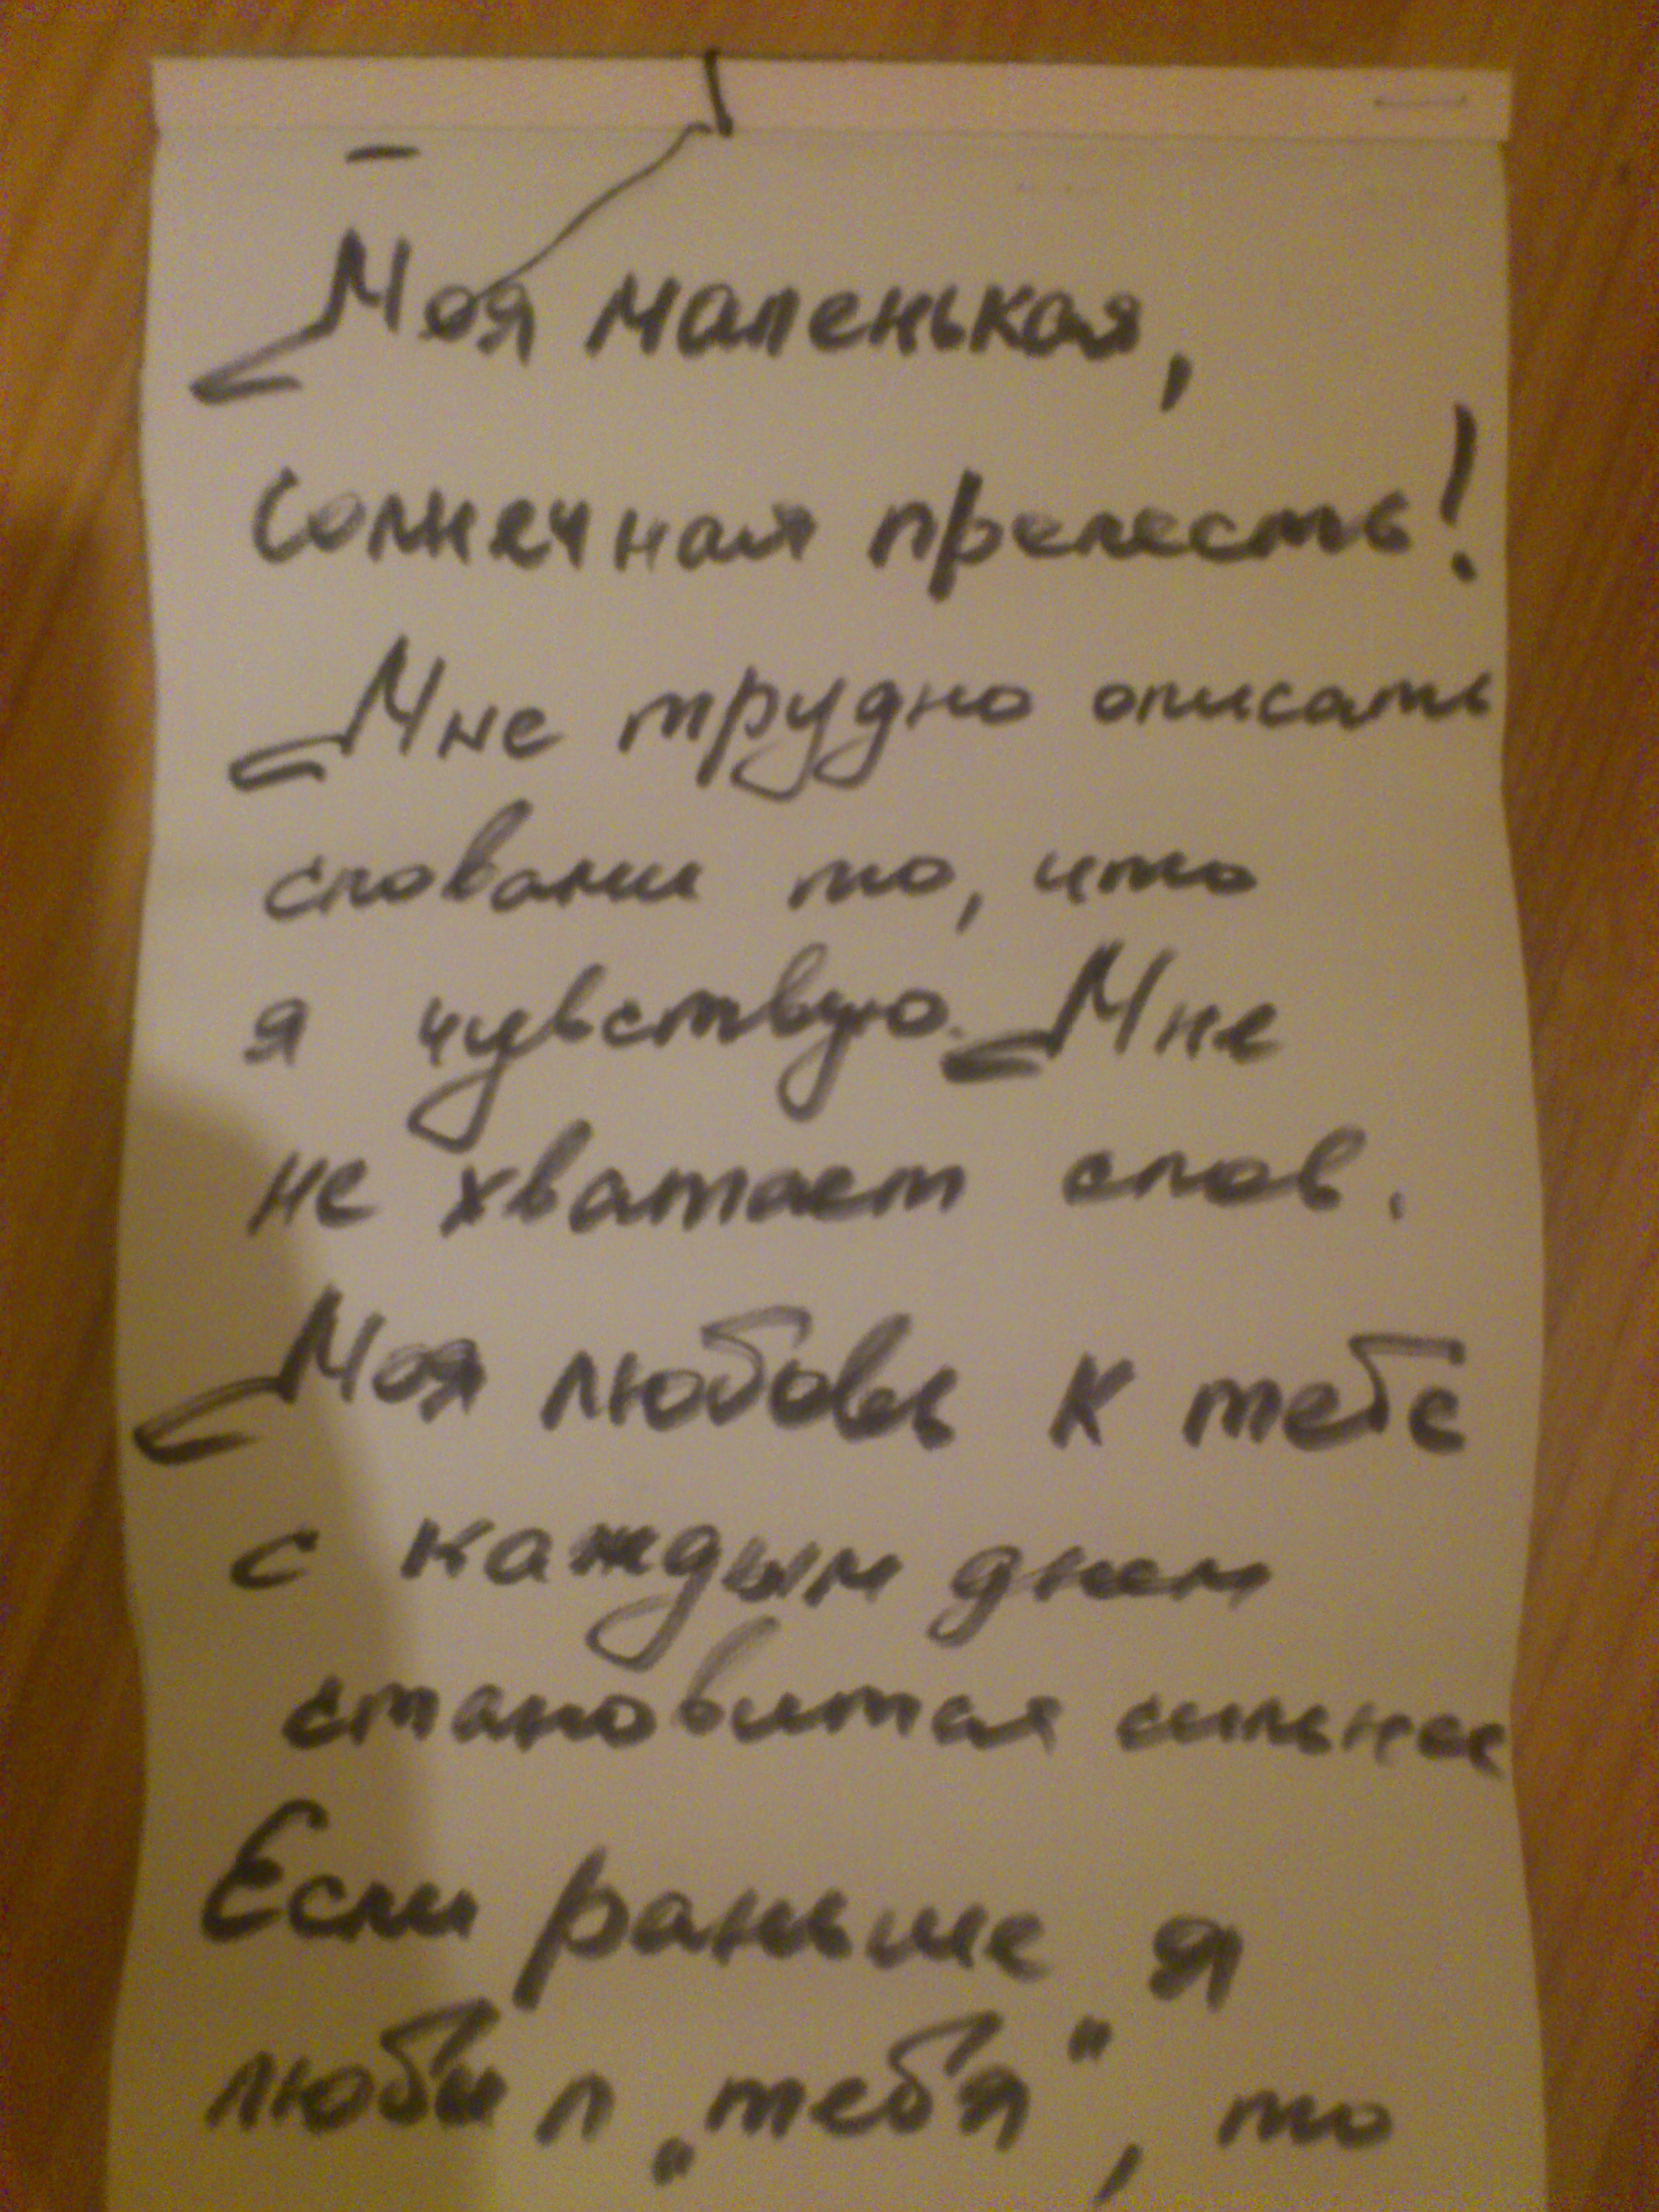 Моя маленькая,
Солнечная прелесть!
Мне трудно описать
словами то, что
я чувствую. Мне
не хватает слов.
Моя любовь к тебе
с каждым днем
становится сильнее
Если раньше я
любил „тебя“, то